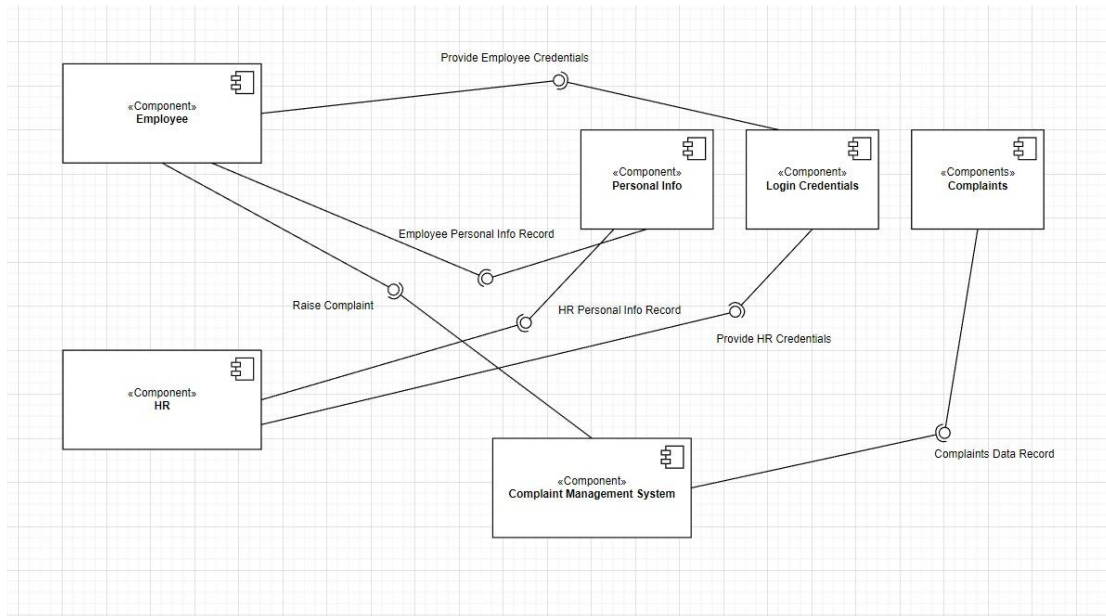 Provide Employee Credentials
«Component»
Employee
«Component»
Personal Info
«Component»
Login Credentials
«Components»
Complaints
Employee Personal Info Record
Raise Complaint
HR Personal Info Record
Provide HR Credentials
«Component»
HR
«Component»
Complaint Management System
Complaints Data Record